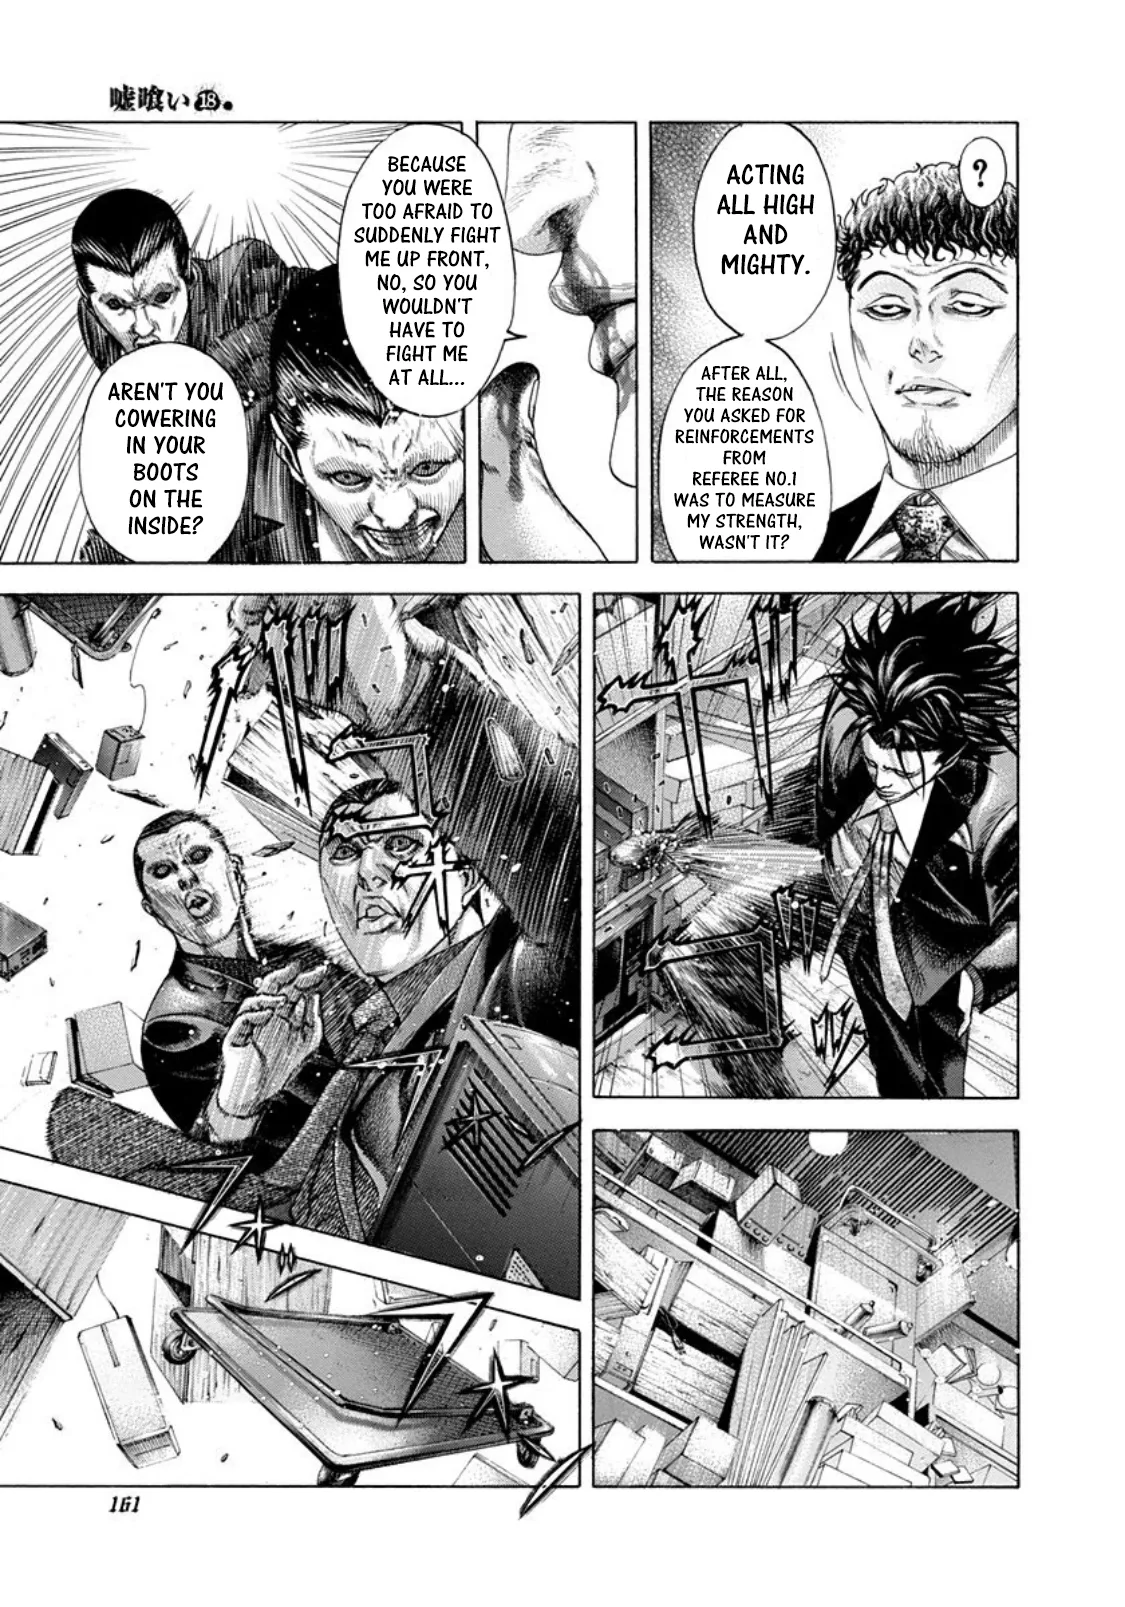 嘘喰い 18
?
ACTING
ALL HIGH
AND
MIGHTY.
AFTER ALL,
THE REASON
YOU ASKED FOR
REINFORCEMENTS
FROM
REFEREE NO.1
WAS TO MEASURE
MY STRENGTH,
WASN'T IT?
BECAUSE
YOU WERE
TOO AFRAID TO
SUDDENLY FIGHT
ME UP FRONT,
NO, SO YOU
WOULDN'T
HAVE TO
FIGHT ME
AT ALL...
AREN'T YOU
COWERING
IN YOUR
BOOTS
ON THE
INSIDE?
161